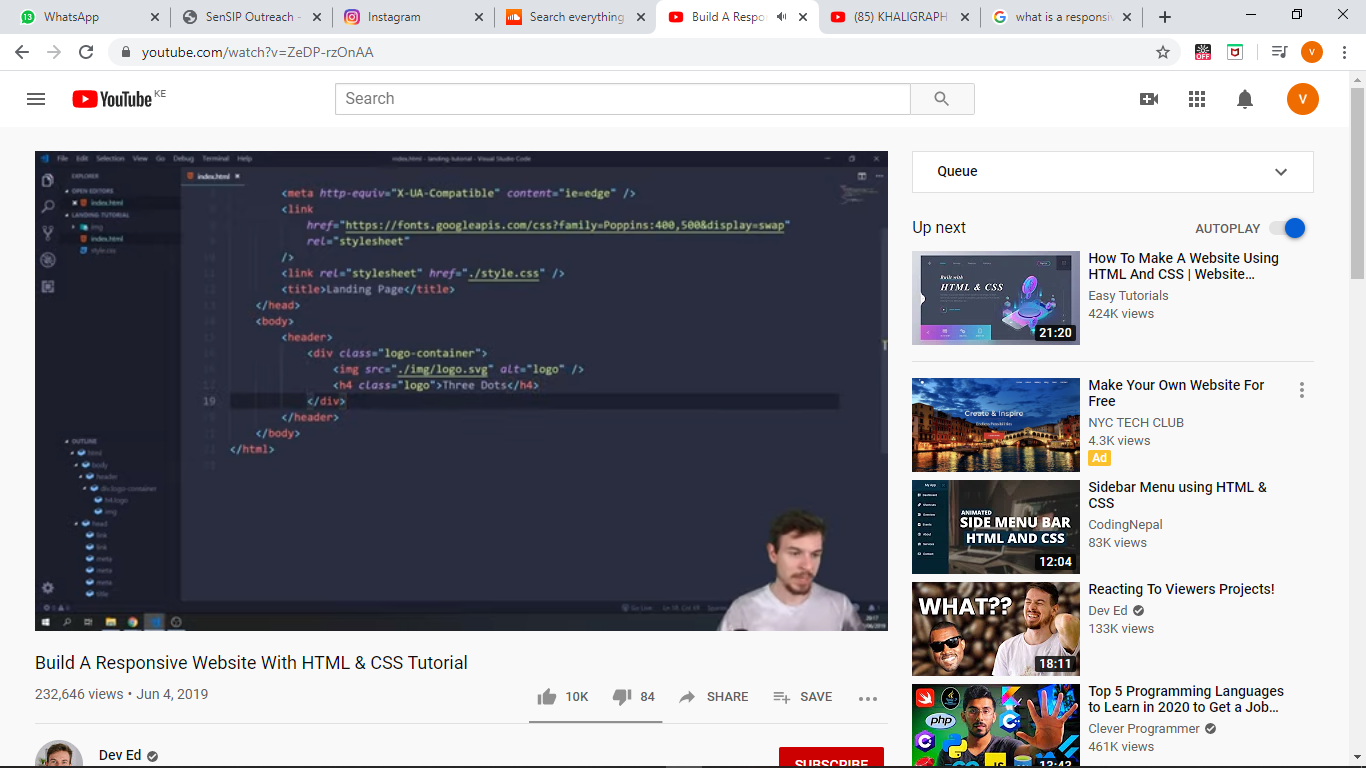 WhatsApp
SenSIP Outreach -
Instagram
Search everything
Build A Respo
(85) KHALIGRAPH
what is a responsiv
youtube.com/watch?v=ZeDP-rzOnAA
OFF
V
YouTube KE
Search
V
File Edit Selection View Go Debug Terminal Help
index.html - landing-tutorial - Visual Studio Code
EXPLORER
OPEN EDITORS
index.html
LANDING-TUTORIAL
img
index.html
style.css
index.html
<meta http-equiv="X-UA-Compatible" content="ie=edge" />
<link
href="https://fonts.googleapis.com/css?family=Poppins:400,500&display=swap"
rel="stylesheet"
/>
<link rel="stylesheet" href="./style.css" />
<title>Landing Page</title>
</head>
<body>
<header>
<div class="logo-container">
<img src="./img/logo.svg" alt="logo" />
<h4 class="logo">Three Dots</h4>
19 </div>
</header>
</body>
</html>
OUTLINE
html
body
header
div.logo-container
h4.logo
img
head
link
link
meta
meta
meta
title
Build A Responsive Website With HTML & CSS Tutorial
232,646 views • Jun 4, 2019
10K
84
SHARE
SAVE
Dev Ed
SUBSCRIBE
Queue
Up next
AUTOPLAY
Built with
HTML & CSS
21:20
How To Make A Website Using
HTML And CSS | Website…
Easy Tutorials
424K views
Create & Inspire
Make Your Own Website For
Free
NYC TECH CLUB
4.3K views
Ad
ANIMATED
SIDE MENU BAR
HTML AND CSS
12:04
Sidebar Menu using HTML &
CSS
CodingNepal
83K views
WHAT??
18:11
Reacting To Viewers Projects!
Dev Ed
133K views
php
JS
13:43
Top 5 Programming Languages
to Learn in 2020 to Get a Job…
Clever Programmer
461K views